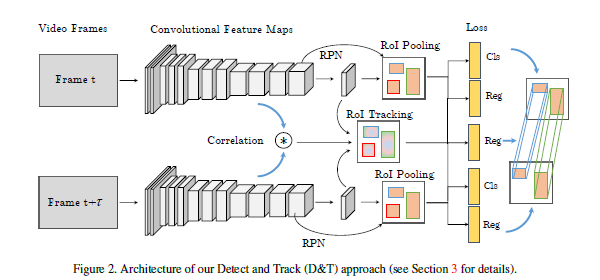 Video Frames
Convolutional Feature Maps
Loss
RoI Pooling
RPN
Cls
Frame t
Reg
RoI Tracking
Correlation
*
Reg
RoI Pooling
Cls
Frame t+τ
Reg
RPN
Figure 2. Architecture of our Detect and Track (D&T) approach (see Section 3 for details).